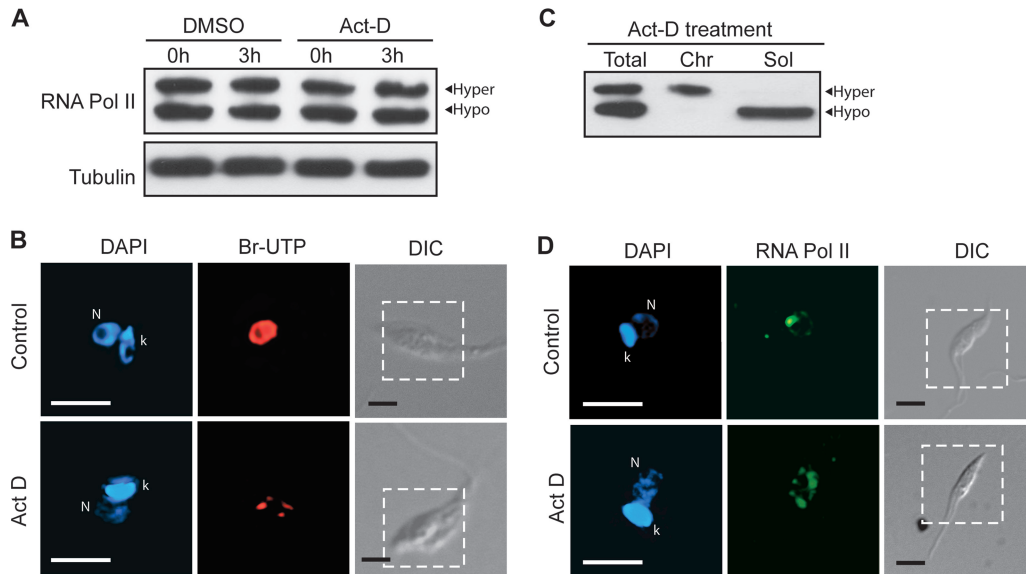 A
DMSO Act-D
0h 3h 0h 3h
RNA Pol II
◄Hyper
◄Hypo
Tubulin
C
Act-D treatment
Total Chr Sol
◄Hyper
◄Hypo
B
DAPI Br-UTP DIC
Control
N
k
Act D
k
N
D
DAPI RNA Pol II DIC
Control
N
k
Act D
N
k